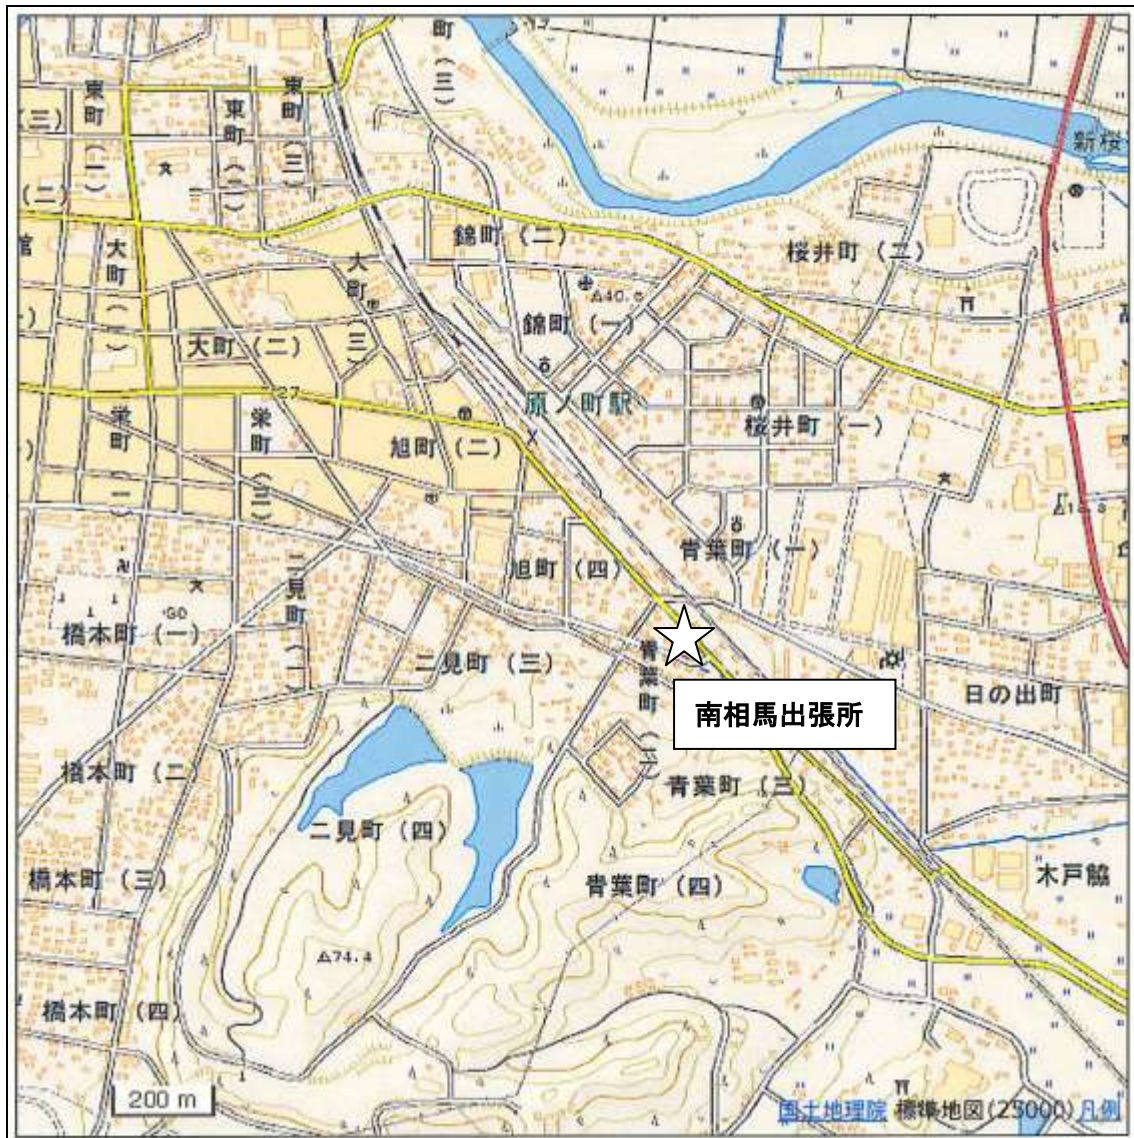 町(三)
東町(一)
東町(二)
東町(三)
(三)
新桜
(二)
館
大町(一)
錦町(二)
桜井町(二)
大町(三)
40.6
錦町(一)
大町(二)
27
原ノ町駅
栄町(二)
栄町(三)
旭町(二)
桜井町(一)
旭町(四)
青葉町(一)
二見町(一)
橋本町(一)
二見町(三)
青葉町(二)
日の出町
南相馬出張所
橋本町(二
青葉町(三)
二見町(四)
橋本町(三)
青葉町(四)
木戸脇
74.4
橋本町(四)
200 m
国土地理院 標準地図(25000) 凡例